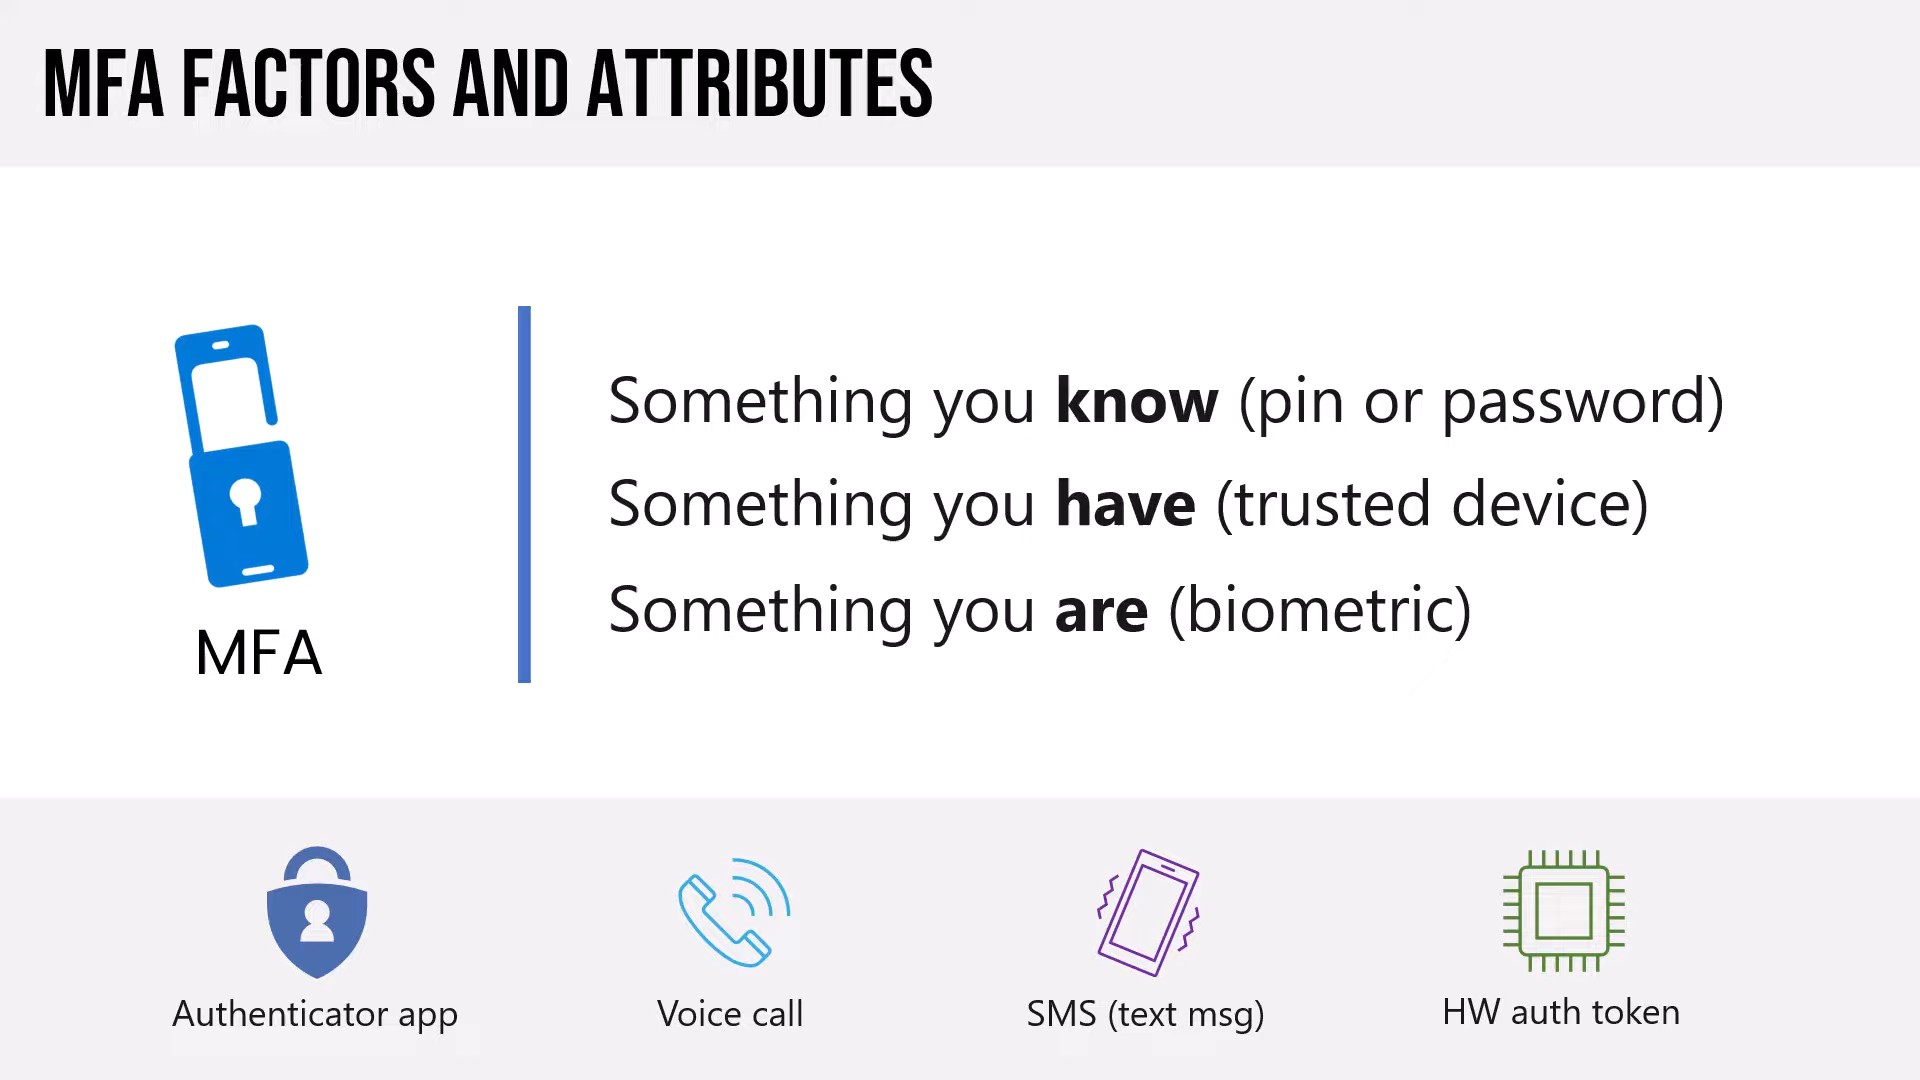 MFA FACTORS AND ATTRIBUTES
Something you know (pin or password)
Something you have (trusted device)
Something you are (biometric)
MFA
Authenticator app
Voice call
SMS (text msg)
HW auth token